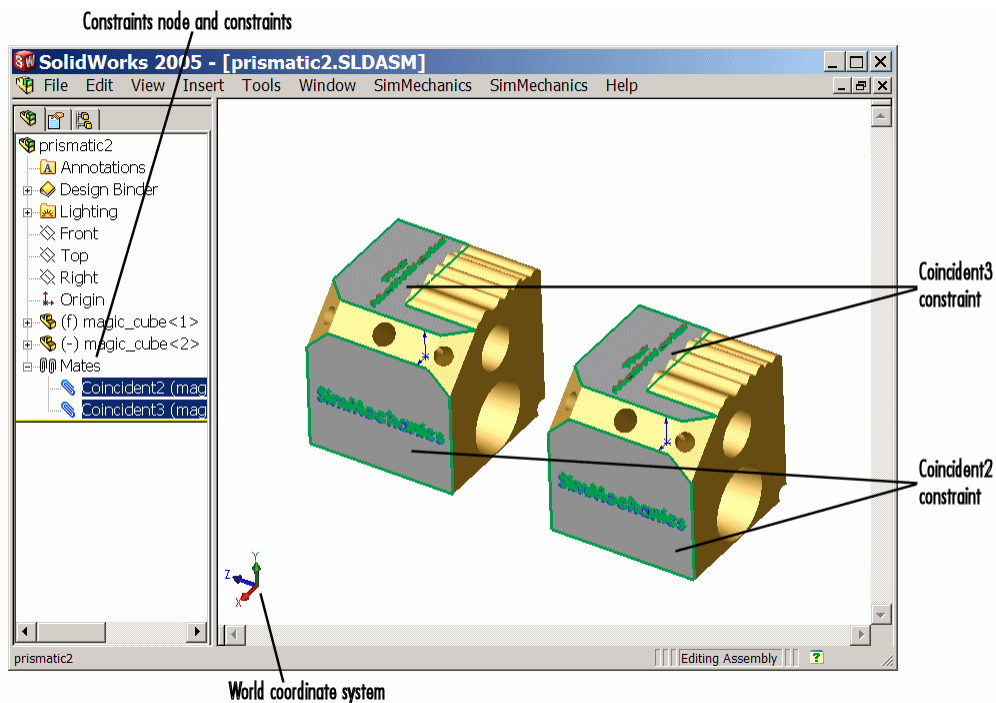 Constraints node and constraints
SolidWorks 2005 - [prismatic2.SLDASM]
File Edit View Insert Tools Window SimMechanics SimMechanics Help
prismatic2
A Annotations
Design Binder
Lighting
Front
Top
Right
Origin
(f) magic_cube<1>
(-) magic_cube<2>
Mates
Coincident2 (mag
Coincident3 (mag
Coincident3
constraint
SimMechanics
SimMechanics
Coincident2
constraint
Y
Z
X
prismatic2
Editing Assembly
?
World coordinate system